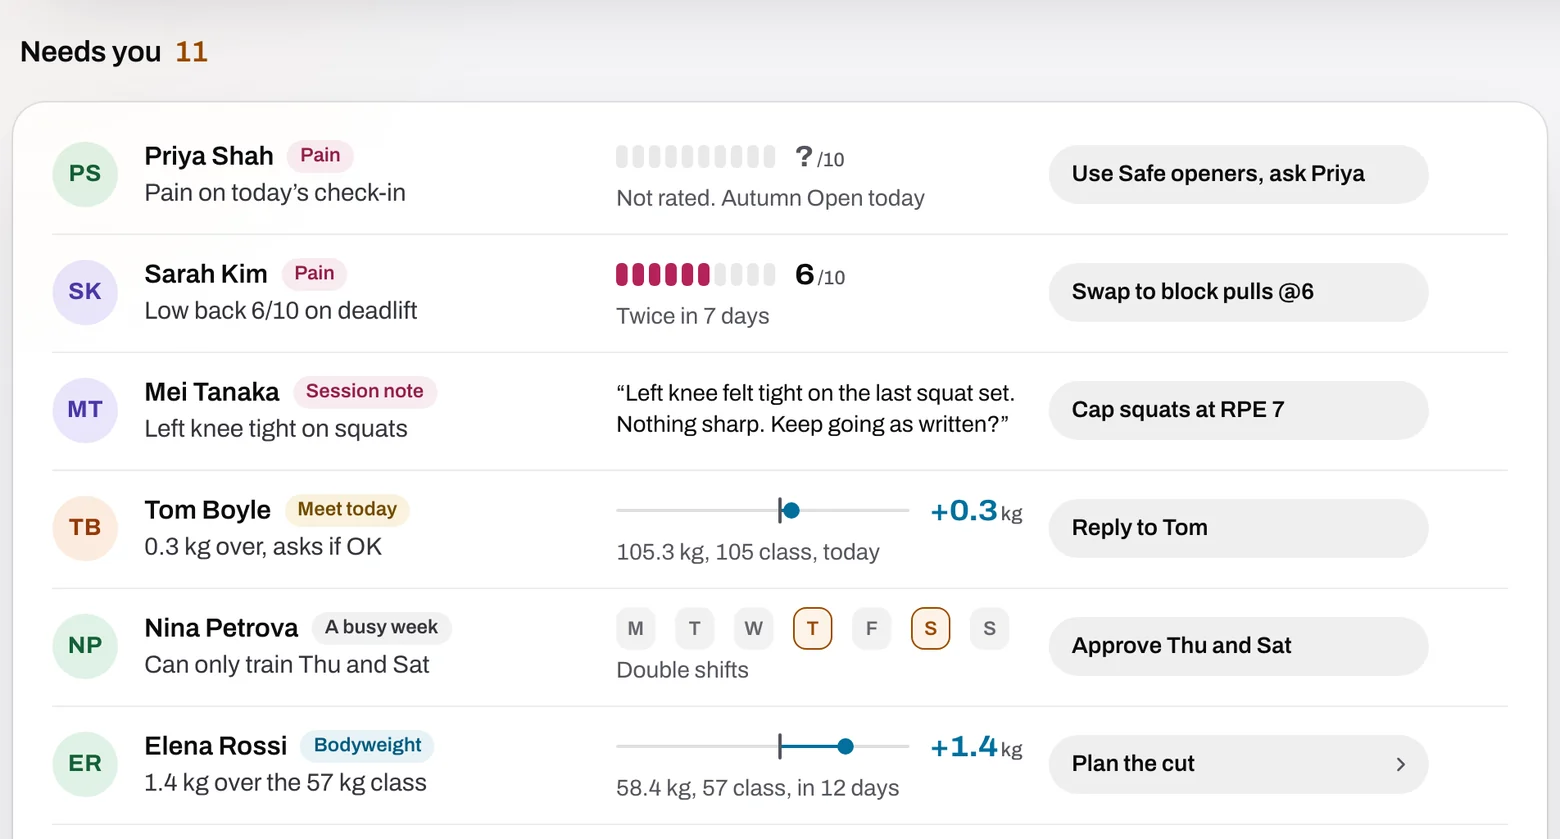 Needs you 11
PS
Priya Shah Pain
Pain on today’s check-in
? /10
Not rated. Autumn Open today
Use Safe openers, ask Priya
SK
Sarah Kim Pain
Low back 6/10 on deadlift
6 /10
Twice in 7 days
Swap to block pulls @6
MT
Mei Tanaka Session note
Left knee tight on squats
“Left knee felt tight on the last squat set.
Nothing sharp. Keep going as written?”
Cap squats at RPE 7
TB
Tom Boyle Meet today
0.3 kg over, asks if OK
+0.3 kg
105.3 kg, 105 class, today
Reply to Tom
NP
Nina Petrova A busy week
Can only train Thu and Sat
M T W T F S S
Double shifts
Approve Thu and Sat
ER
Elena Rossi Bodyweight
1.4 kg over the 57 kg class
+1.4 kg
58.4 kg, 57 class, in 12 days
Plan the cut